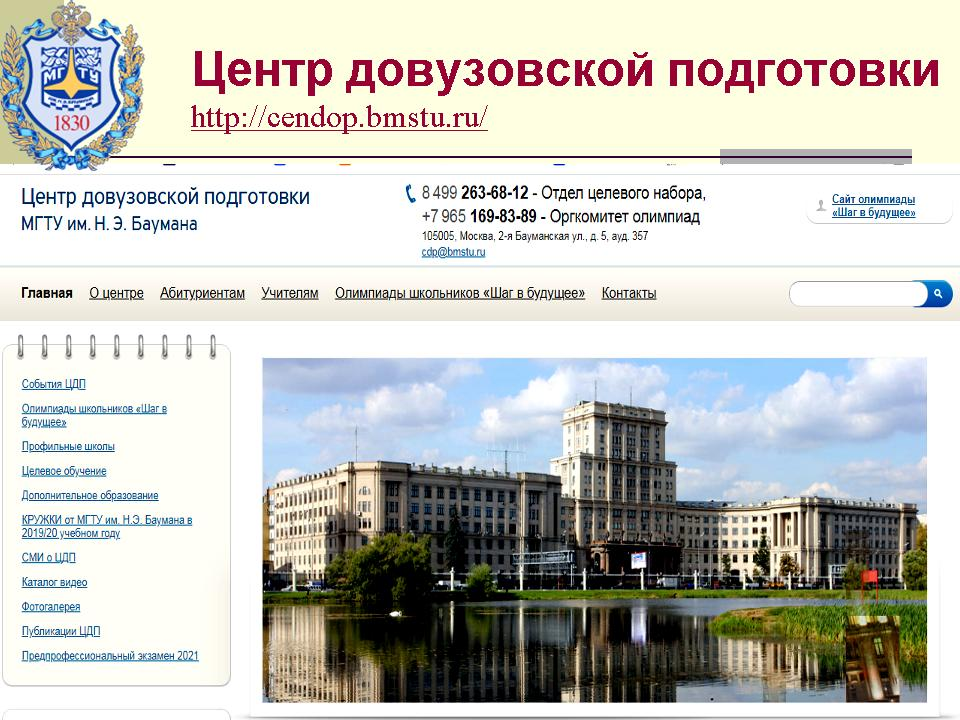 МГТУ
1830
Центр довузовской подготовки
http://cendop.bmstu.ru/
Центр довузовской подготовки
МГТУ им. Н. Э. Баумана
8 499 263-68-12 - Отдел целевого набора,
+7 965 169-83-89 - Оргкомитет олимпиад
105005, Москва, 2-я Бауманская ул., д. 5, ауд. 357
cdp@bmstu.ru
Сайт олимпиады
«Шаг в будущее»
Главная О центре Абитуриентам Учителям Олимпиады школьников «Шаг в будущее» Контакты
События ЦДП
Олимпиады школьников «Шаг в
будущее»
Профильные школы
Целевое обучение
Дополнительное образование
КРУЖКИ от МГТУ им. Н.Э. Баумана в
2019/20 учебном году
СМИ о ЦДП
Каталог видео
Фотогалерея
Публикации ЦДП
Предпрофессиональный экзамен 2021